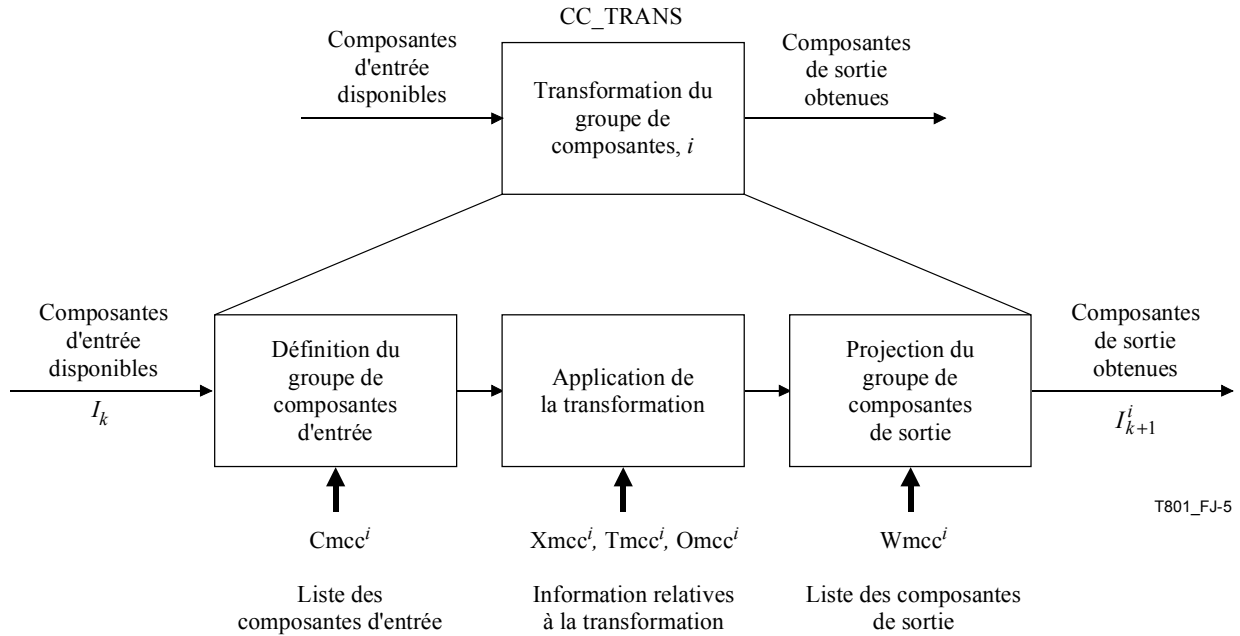 CC_TRANS
Composantes
d'entrée
disponibles
Transformation du
groupe de
composantes, i
Composantes
de sortie
obtenues
Composantes
d'entrée
disponibles
I_k
Définition du
groupe de
composantes
d'entrée
Application de
la transformation
Projection du
groupe de
composantes
de sortie
Composantes
de sortie
obtenues
I^i_{k+1}
T801_FJ-5
Cmcc^i
Liste des
composantes d'entrée
Xmcc^i, Tmcc^i, Omcc^i
Information relatives
à la transformation
Wmcc^i
Liste des composantes
de sortie